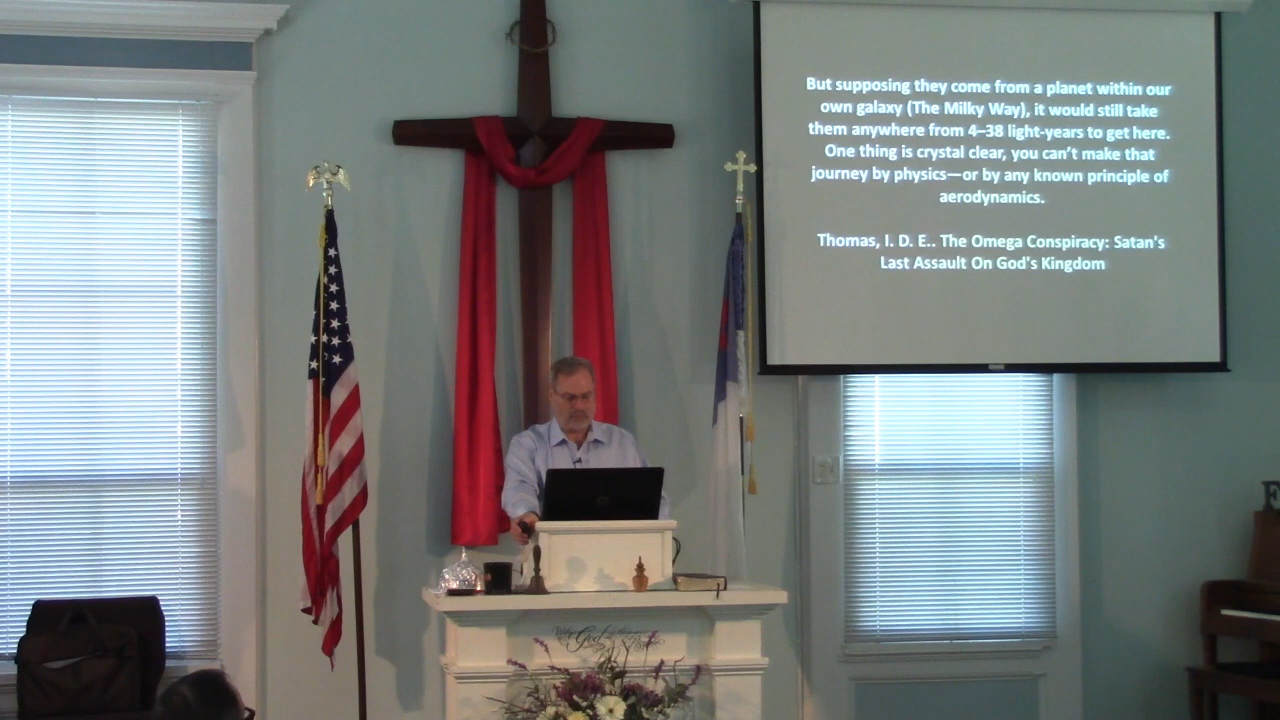 But supposing they come from a planet within our
own galaxy (The Milky Way), it would still take
them anywhere from 4–38 light-years to get here.
One thing is crystal clear, you can't make that
journey by physics—or by any known principle of
aerodynamics.
Thomas, I. D. E.. The Omega Conspiracy: Satan's
Last Assault On God's Kingdom
God